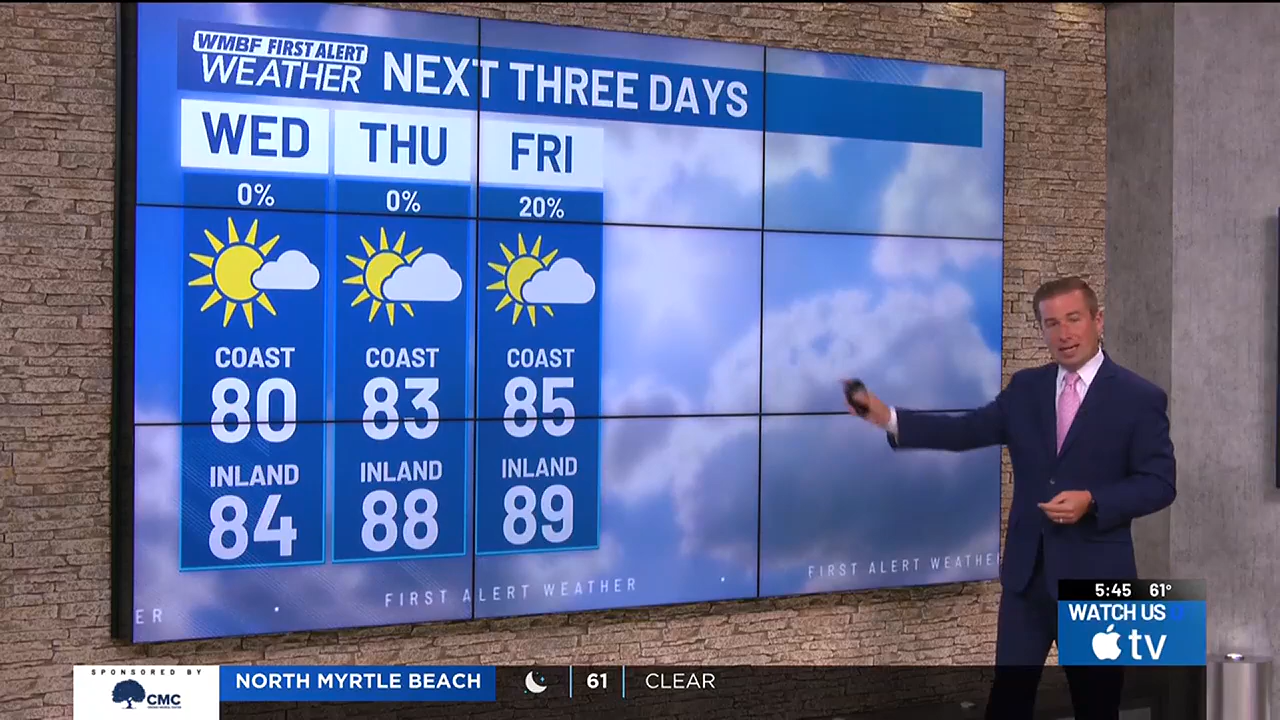 WMBF FIRST ALERT
WEATHER
NEXT THREE DAYS
WED
THU
FRI
0%
0%
20%
COAST
COAST
COAST
80
83
85
INLAND
INLAND
INLAND
84
88
89
ER
FIRST ALERT WEATHER
FIRST ALERT WEATHER
5:45 61°
WATCH US
tv
SPONSORED BY
CMC
NORTH MYRTLE BEACH
61
CLEAR